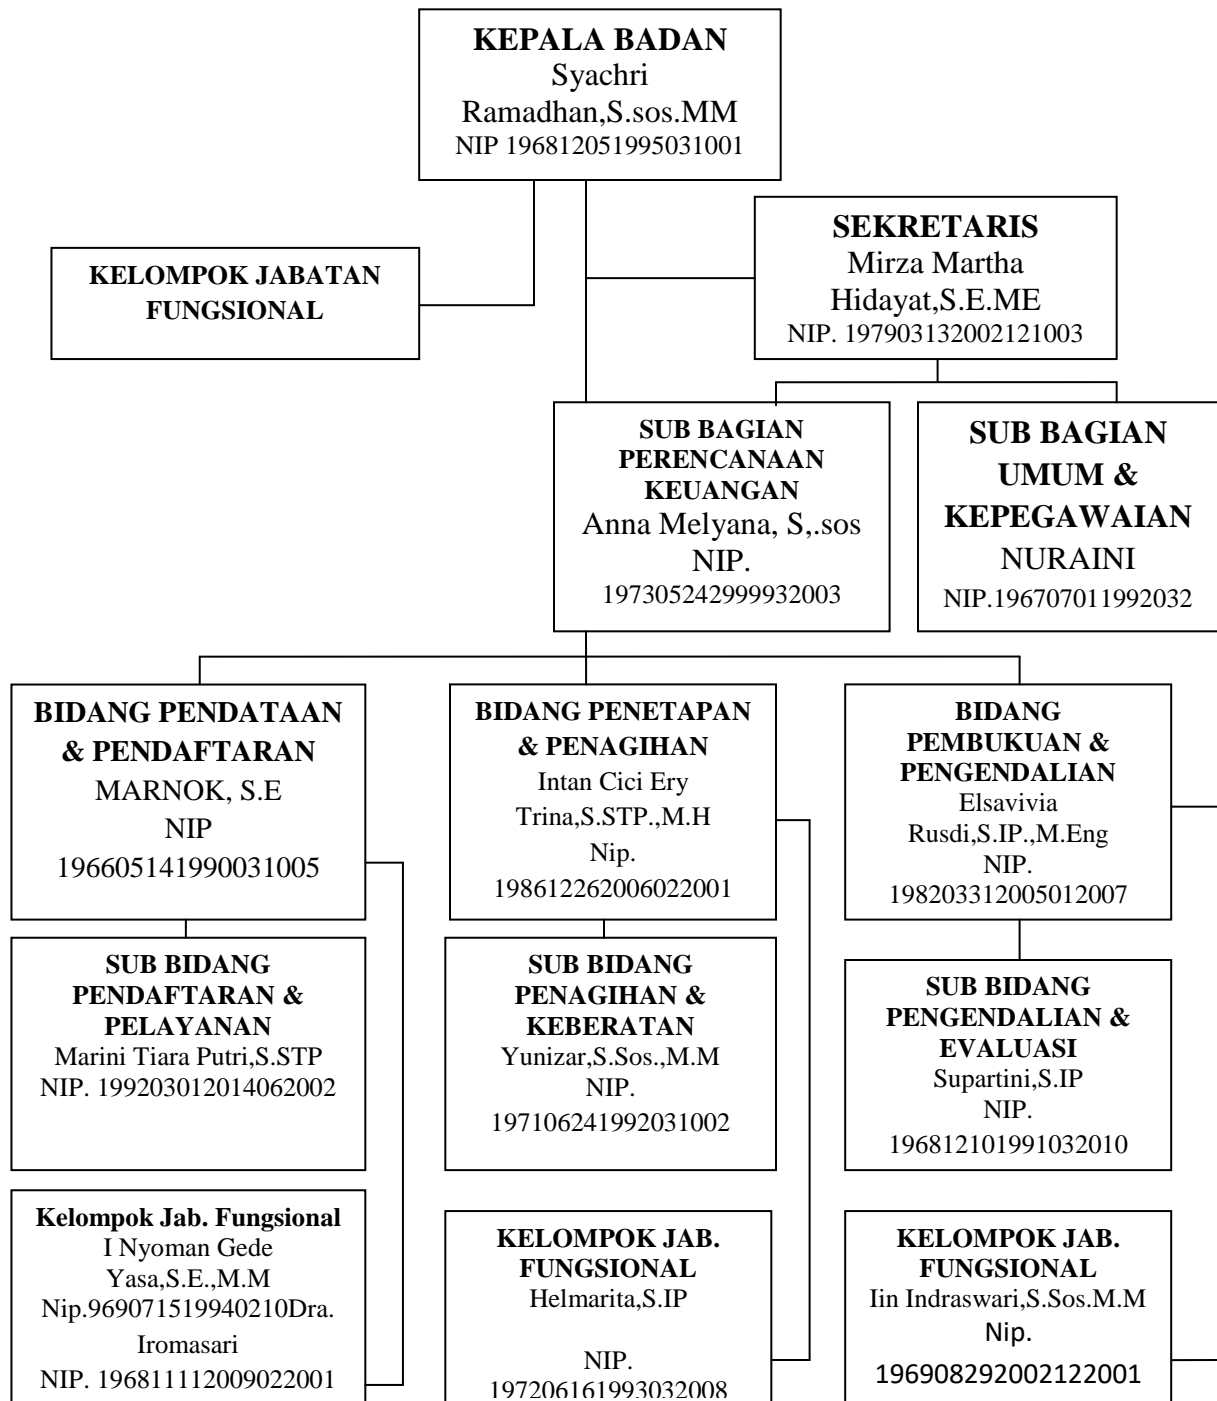 KEPALA BADAN
Syachri
Ramadhan,S.sos.MM
NIP 196812051995031001
SEKRETARIS
Mirza Martha
Hidayat,S.E.ME
NIP. 197903132002121003
KELOMPOK JABATAN
FUNGSIONAL
SUB BAGIAN
PERENCANAAN
KEUANGAN
Anna Melyana, S,.sos
NIP.
197305242999932003
SUB BAGIAN
UMUM &
KEPEGAWAIAN
NURAINI
NIP.196707011992032
BIDANG PENDATAAN
& PENDAFTARAN
MARNOK, S.E
NIP
196605141990031005
BIDANG PENETAPAN
& PENAGIHAN
Intan Cici Ery
Trina,S.STP.,M.H
Nip.
198612262006022001
BIDANG
PEMBUKUAN &
PENGENDALIAN
Elsavivia
Rusdi,S.IP.,M.Eng
NIP.
198203312005012007
SUB BIDANG
PENDAFTARAN &
PELAYANAN
Marini Tiara Putri,S.STP
NIP. 199203012014062002
SUB BIDANG
PENAGIHAN &
KEBERATAN
Yunizar,S.Sos.,M.M
NIP.
197106241992031002
SUB BIDANG
PENGENDALIAN &
EVALUASI
Supartini,S.IP
NIP.
196812101991032010
Kelompok Jab. Fungsional
I Nyoman Gede
Yasa,S.E.,M.M
Nip.969071519940210Dra.
Iromasari
NIP. 196811112009022001
KELOMPOK JAB.
FUNGSIONAL
Helmarita,S.IP
NIP.
197206161993032008
KELOMPOK JAB.
FUNGSIONAL
Iin Indraswari,S.Sos.M.M
Nip.
196908292002122001